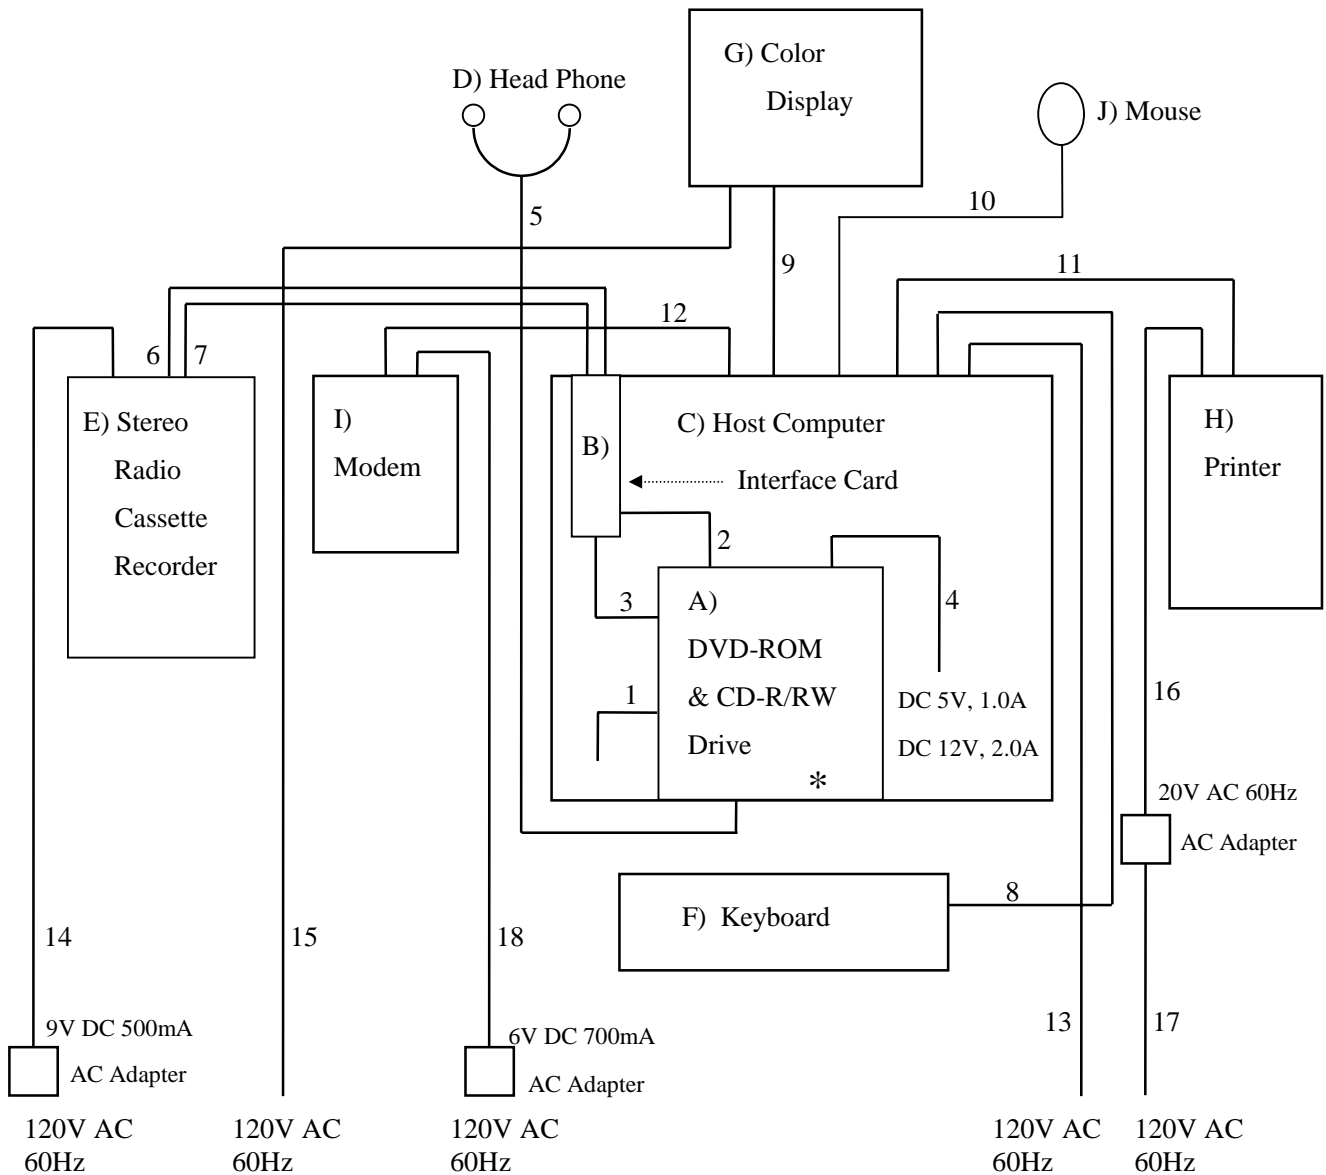 G) Color
Display
D) Head Phone
J) Mouse
10
5
9
11
12
6
7
E) Stereo
Radio
Cassette
Recorder
I)
Modem
C) Host Computer
B)
Interface Card
H)
Printer
2
3
4
A)
DVD-ROM
& CD-R/RW
Drive
*
1
DC 5V, 1.0A
DC 12V, 2.0A
16
20V AC 60Hz
AC Adapter
8
F) Keyboard
14
15
18
13
17
9V DC 500mA
AC Adapter
6V DC 700mA
AC Adapter
120V AC
60Hz
120V AC
60Hz
120V AC
60Hz
120V AC
60Hz
120V AC
60Hz